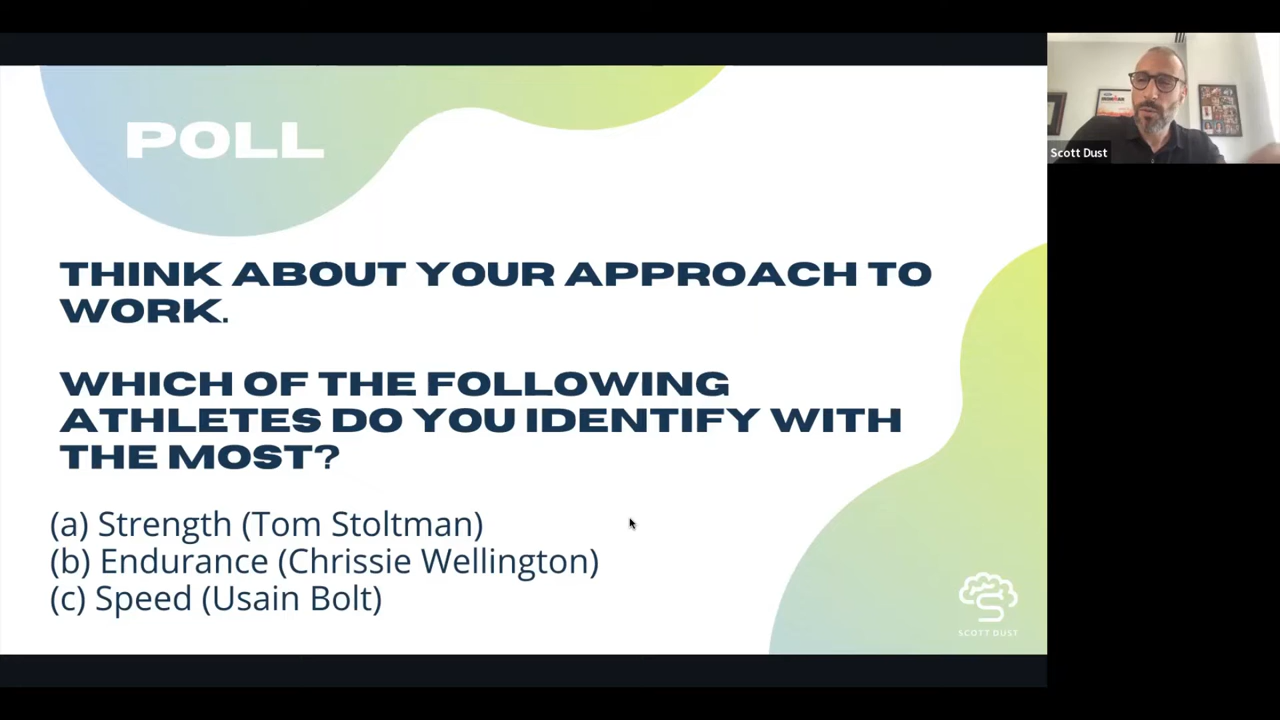 POLL
THINK ABOUT YOUR APPROACH TO
WORK.
WHICH OF THE FOLLOWING
ATHLETES DO YOU IDENTIFY WITH
THE MOST?
(a) Strength (Tom Stoltman)
(b) Endurance (Chrissie Wellington)
(c) Speed (Usain Bolt)
SCOTT DUST
IRONMAN
Scott Dust